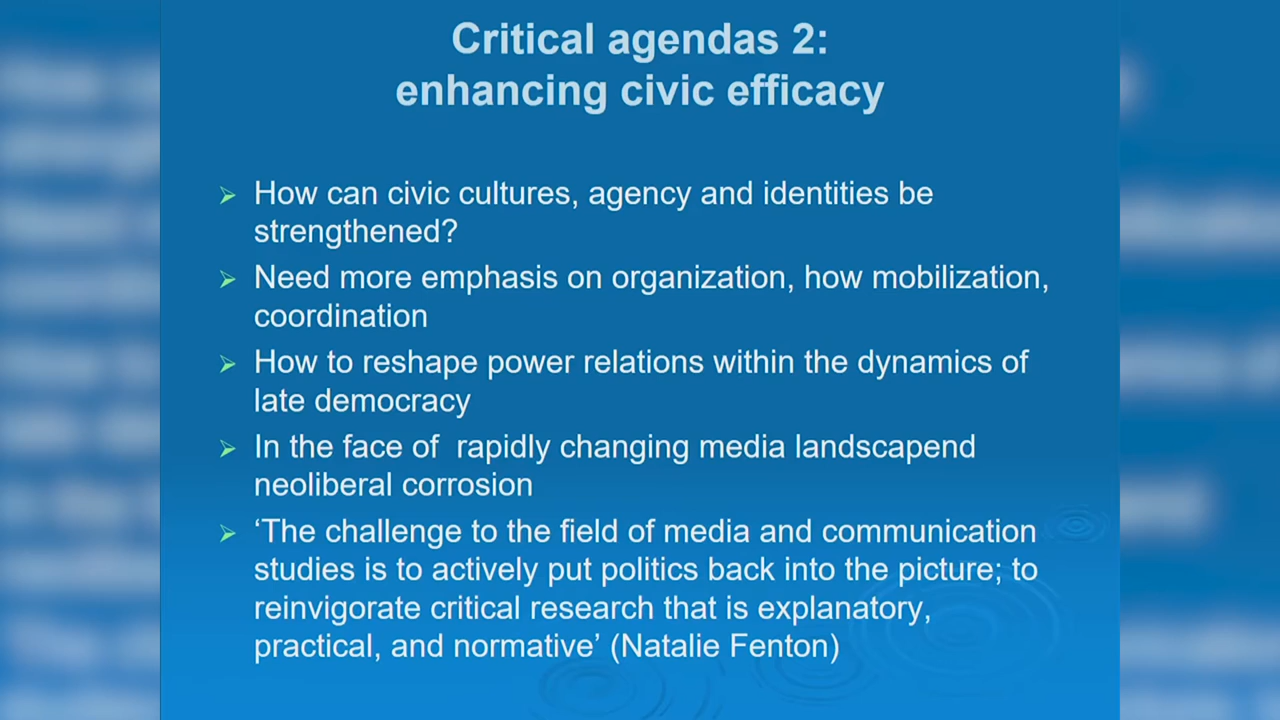 Critical agendas 2:
enhancing civic efficacy
How can civic cultures, agency and identities be
strengthened?
Need more emphasis on organization, how mobilization,
coordination
How to reshape power relations within the dynamics of
late democracy
In the face of  rapidly changing media landscapend
neoliberal corrosion
‘The challenge to the field of media and communication
studies is to actively put politics back into the picture; to
reinvigorate critical research that is explanatory,
practical, and normative’ (Natalie Fenton)